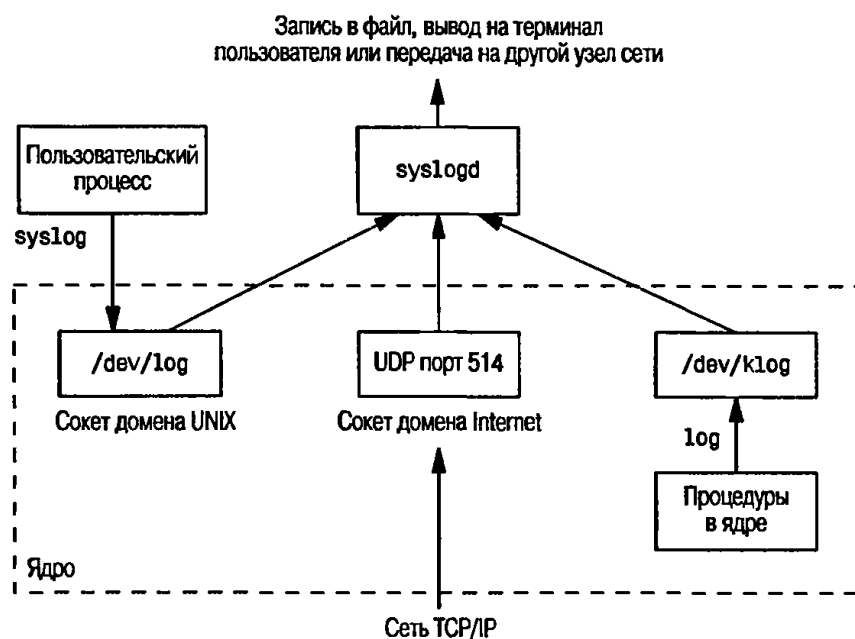 Запись в файл, вывод на терминал
пользователя или передача на другой узел сети
Пользовательский
процесс
syslogd
syslog
/dev/log
UDP порт 514
/dev/klog
Сокет домена UNIX
Сокет домена Internet
log
Процедуры
в ядре
Ядро
Сеть TCP/IP